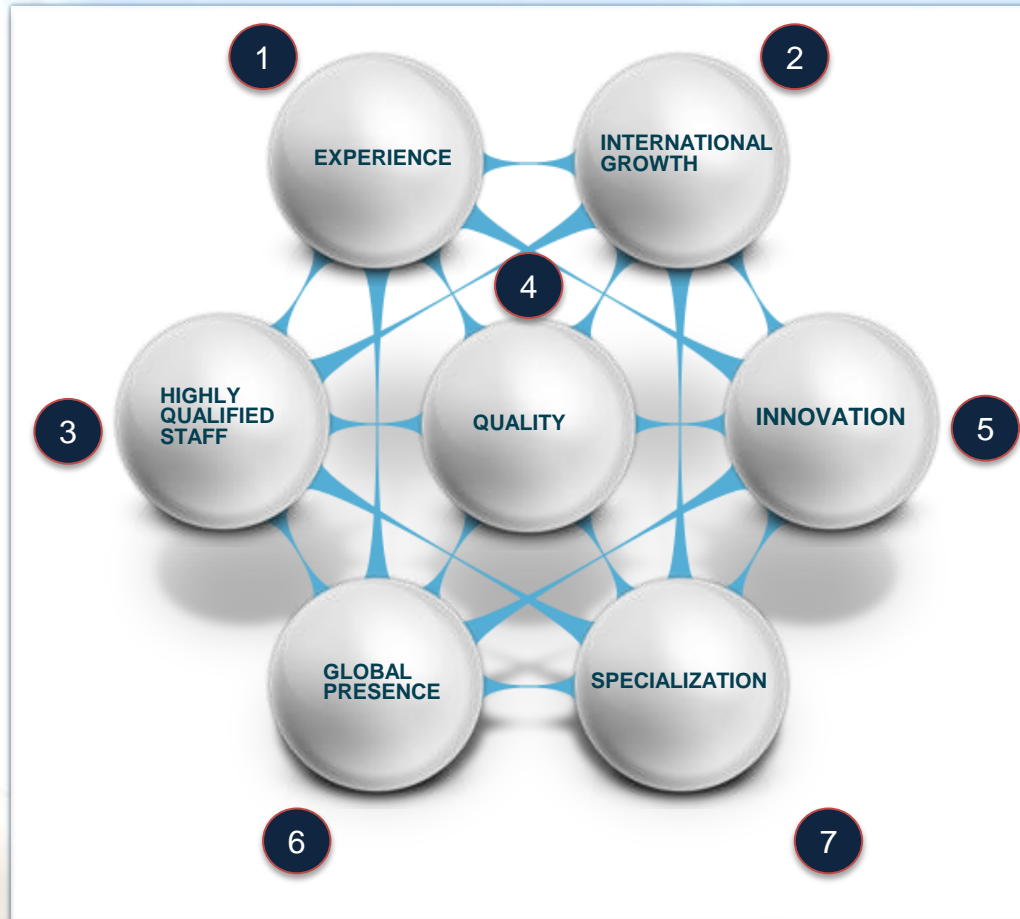 1
EXPERIENCE
2
INTERNATIONAL
GROWTH
3
HIGHLY
QUALIFIED
STAFF
4
QUALITY
5
INNOVATION
6
GLOBAL
PRESENCE
7
SPECIALIZATION